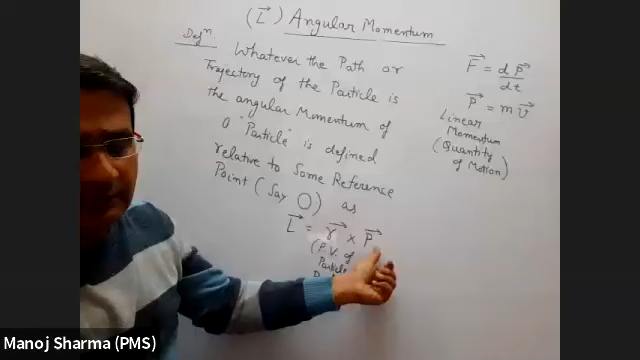 (L⃗) Angular Momentum
Defⁿ Whatever the Path or
Trajectory of the Particle is
the angular Momentum of
a "Particle" is defined
relative to Some Reference
Point (Say O) as
L⃗ = r⃗ × P⃗
(P.V. of
Particle
F⃗ = dP⃗/dt
P⃗ = m v⃗
Linear
Momentum
(Quantity
of Motion)
Manoj Sharma (PMS)